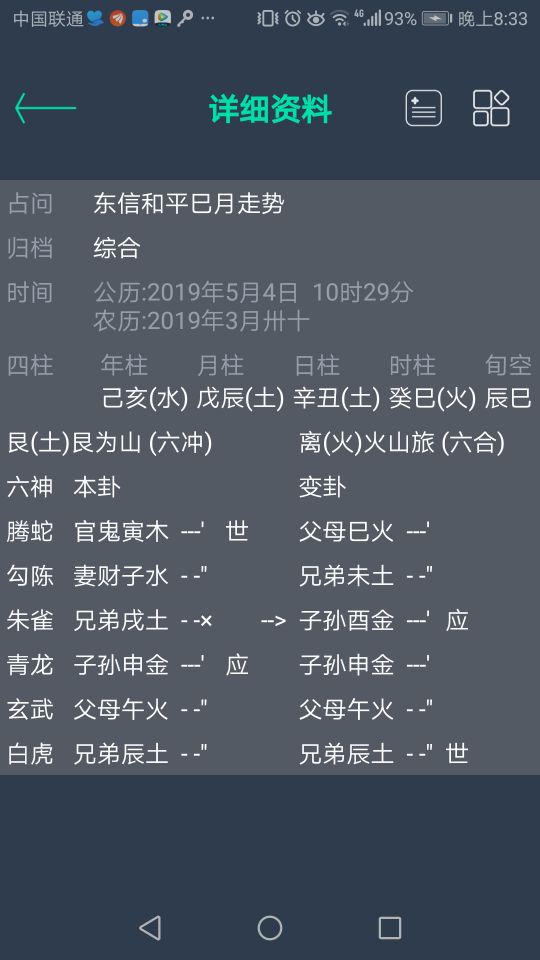 中国联通 ... 4G 93% 晚上8:33
详细资料
占问 东信和平巳月走势
归档 综合
时间 公历:2019年5月4日 10时29分
农历:2019年3月卅十
四柱 年柱 月柱 日柱 时柱 旬空
己亥(水) 戊辰(土) 辛丑(土) 癸巳(火) 辰巳
艮(土)艮为山 (六冲) 离(火)火山旅 (六合)
六神 本卦 变卦
腾蛇 官鬼寅木 ---' 世 父母巳火 ---'
勾陈 妻财子水 - -" 兄弟未土 - -"
朱雀 兄弟戌土 - -× --> 子孙酉金 ---' 应
青龙 子孙申金 ---' 应 子孙申金 ---'
玄武 父母午火 - -" 父母午火 - -"
白虎 兄弟辰土 - -" 兄弟辰土 - -" 世